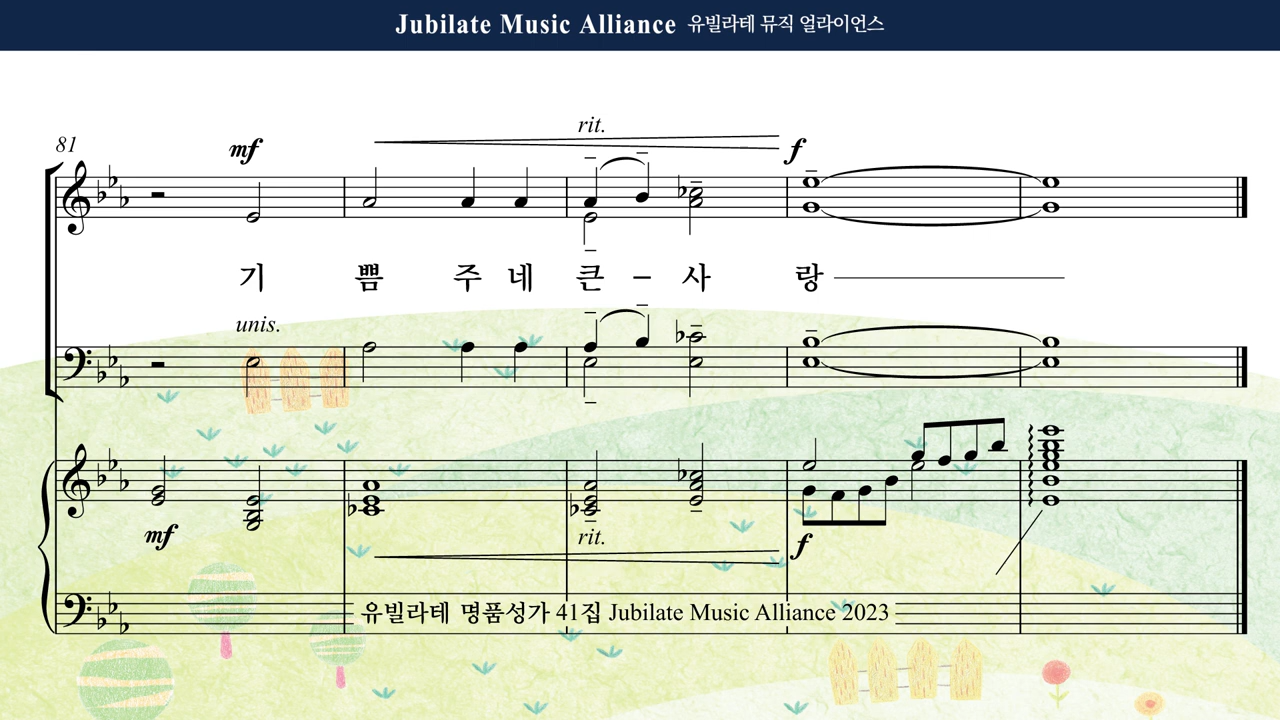 Jubilate Music Alliance 유빌라테 뮤직 얼라이언스
rit.
81 mf f
기 쁨 주 네 큰 – 사 랑
unis.
mf rit. f
유빌라테 명품성가 41집 Jubilate Music Alliance 2023